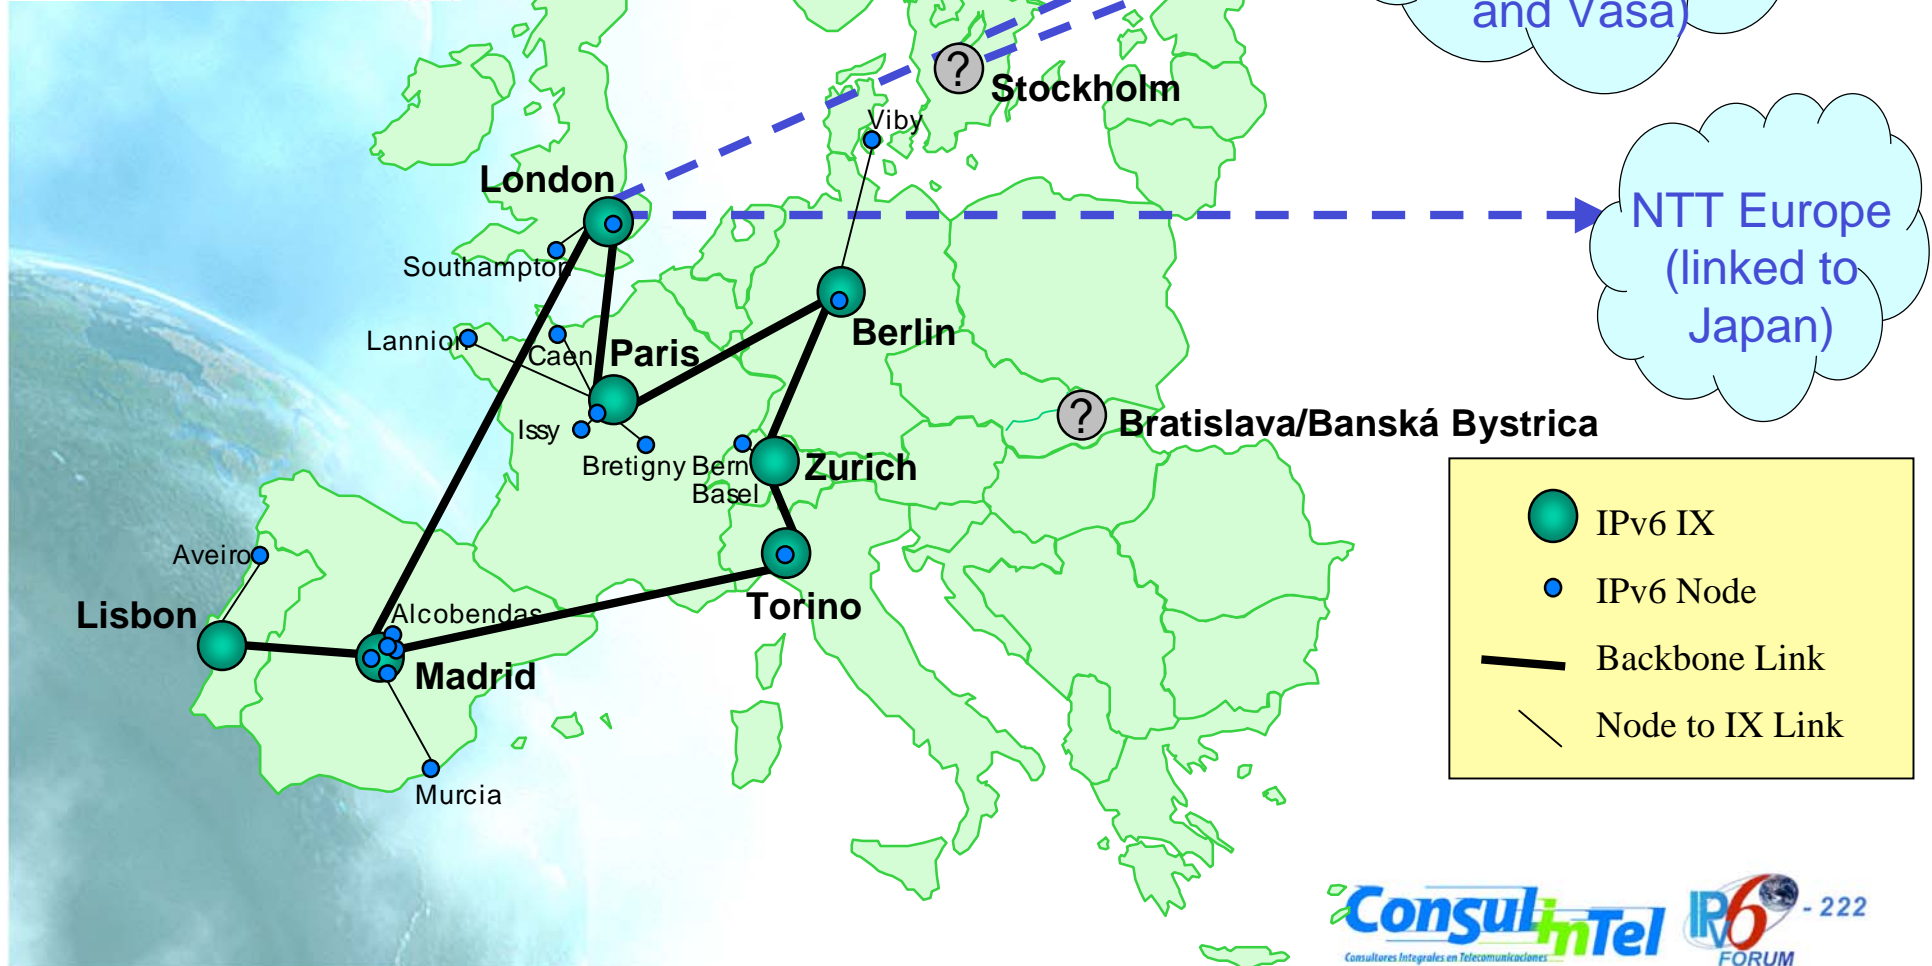 and Vasa)
?
Stockholm
Viby
London
NTT Europe
(linked to
Japan)
Southampton
Lannion
Caen
Paris
Berlin
?
Bratislava/Banská Bystrica
Issy
Bretigny
Bern
Basel
Zurich
IPv6 IX
IPv6 Node
Backbone Link
Node to IX Link
Aveiro
Lisbon
Alcobendas
Madrid
Torino
Murcia
ConsulinTel
Consultores Integrales en Telecomunicaciones
IPv6
FORUM
- 222